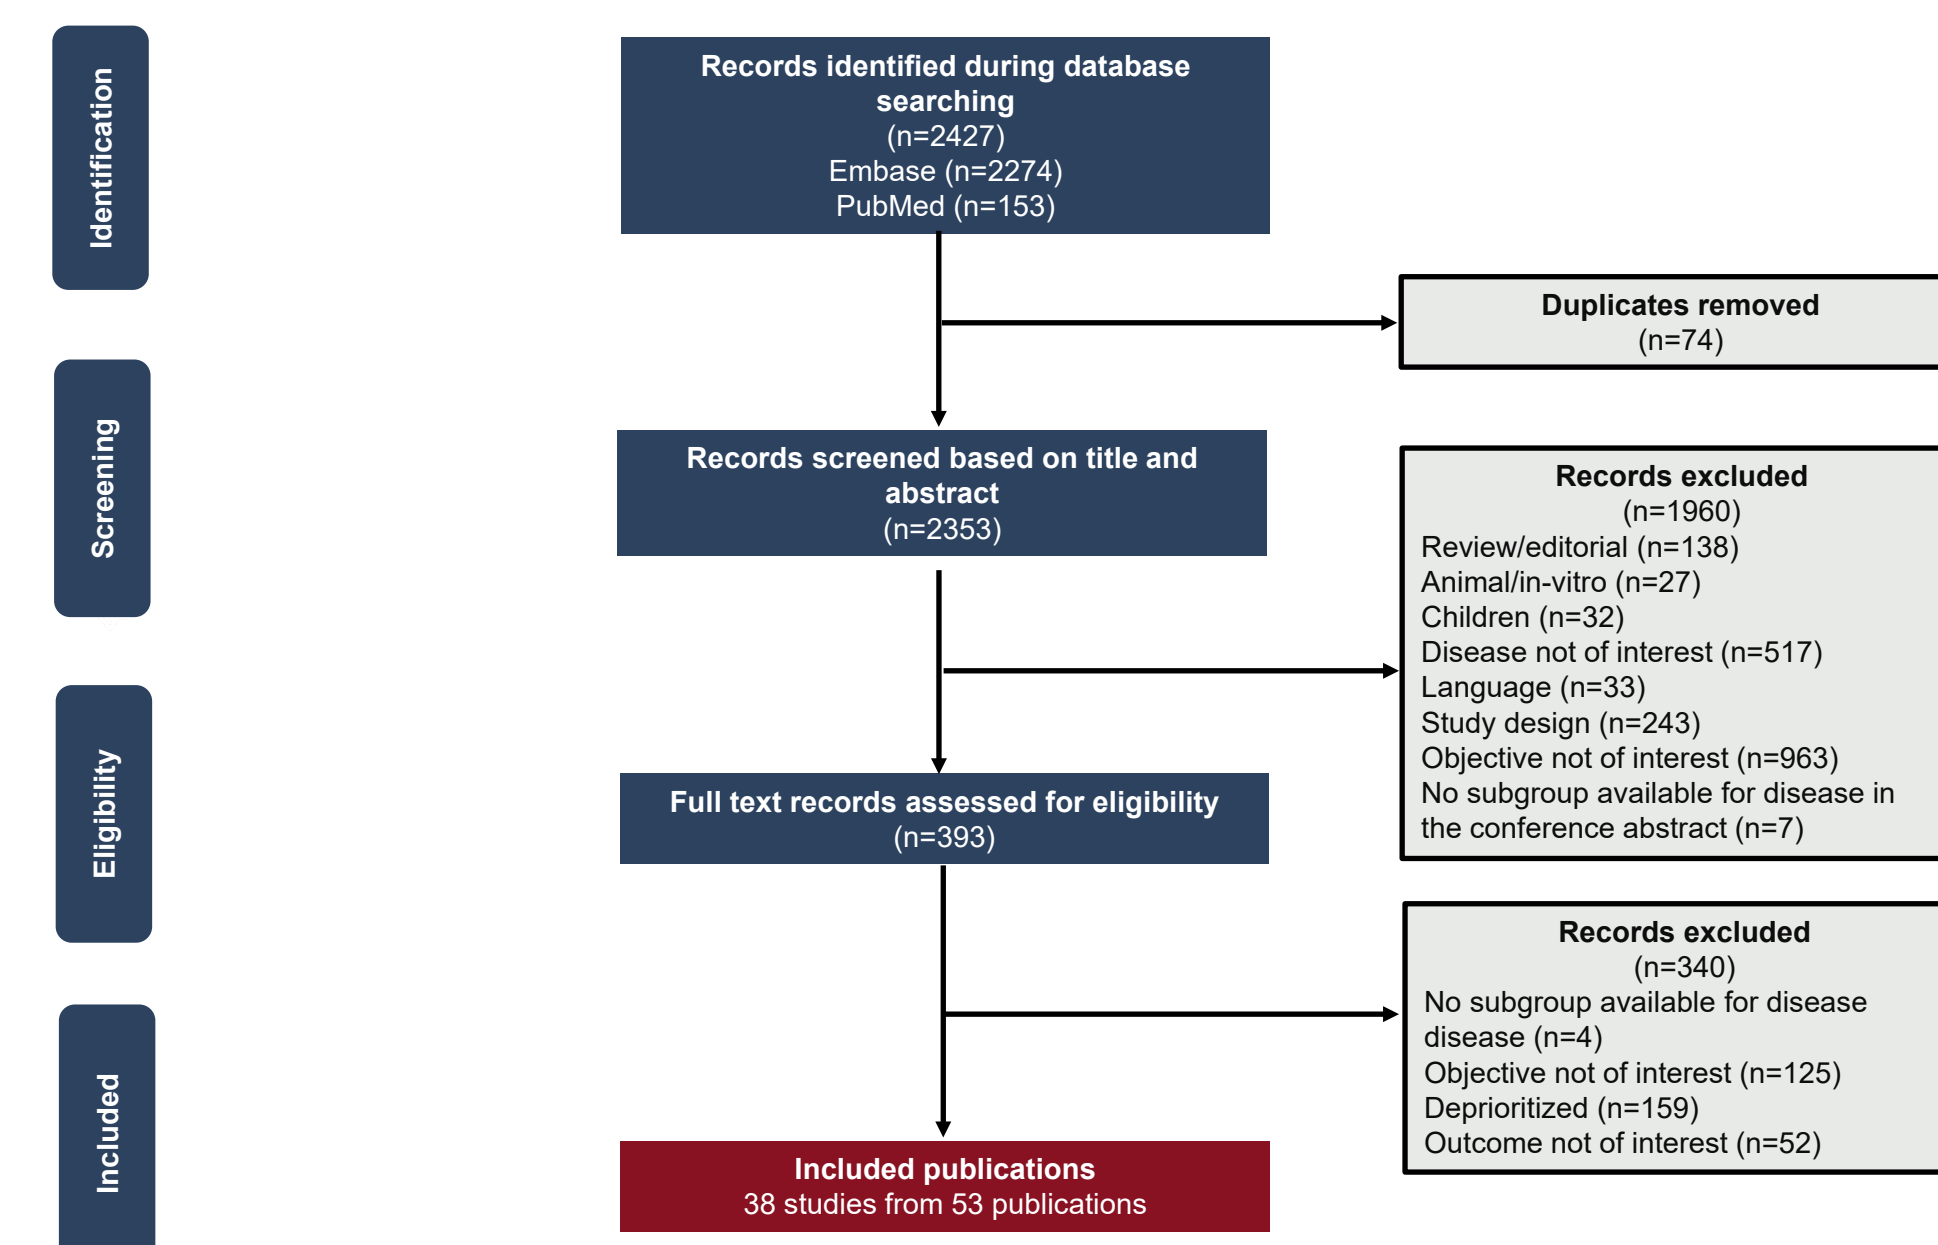 Identification
Records identified during database
searching
(n=2427)
Embase (n=2274)
PubMed (n=153)
Duplicates removed
(n=74)
Screening
Records screened based on title and
abstract
(n=2353)
Records excluded
(n=1960)
Review/editorial (n=138)
Animal/in-vitro (n=27)
Children (n=32)
Disease not of interest (n=517)
Language (n=33)
Study design (n=243)
Objective not of interest (n=963)
No subgroup available for disease in
the conference abstract (n=7)
Eligibility
Full text records assessed for eligibility
(n=393)
Records excluded
(n=340)
No subgroup available for disease
disease (n=4)
Objective not of interest (n=125)
Deprioritized (n=159)
Outcome not of interest (n=52)
Included
Included publications
38 studies from 53 publications